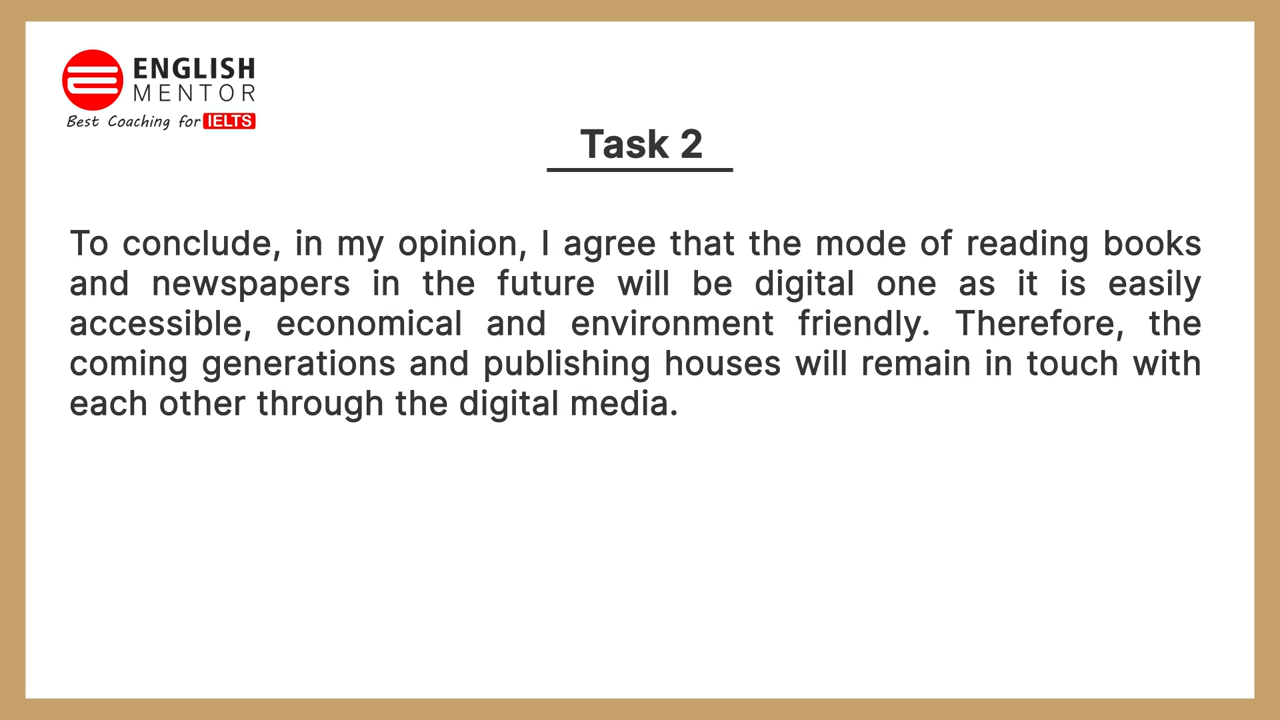 ENGLISH
MENTOR
Best Coaching for IELTS
Task 2
To conclude, in my opinion, I agree that the mode of reading books
and newspapers in the future will be digital one as it is easily
accessible, economical and environment friendly. Therefore, the
coming generations and publishing houses will remain in touch with
each other through the digital media.